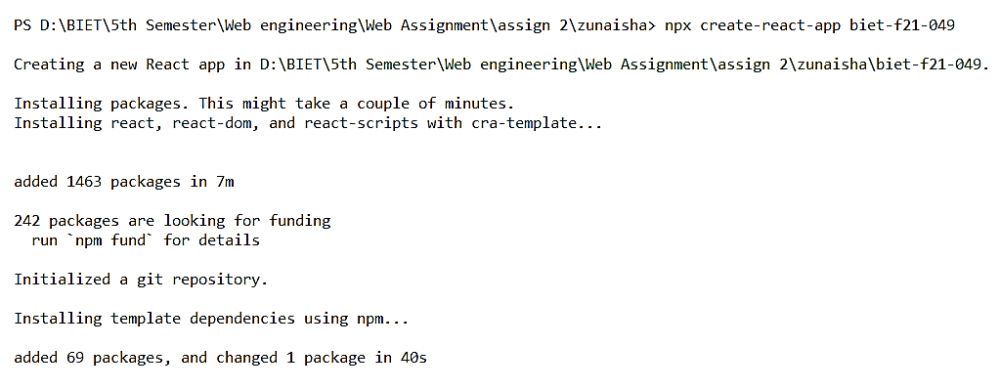 PS D:\BIET\5th Semester\Web engineering\Web Assignment\assign 2\zunaisha> npx create-react-app biet-f21-049
Creating a new React app in D:\BIET\5th Semester\Web engineering\Web Assignment\assign 2\zunaisha\biet-f21-049.
Installing packages. This might take a couple of minutes.
Installing react, react-dom, and react-scripts with cra-template...
added 1463 packages in 7m
242 packages are looking for funding
  run `npm fund` for details
Initialized a git repository.
Installing template dependencies using npm...
added 69 packages, and changed 1 package in 40s